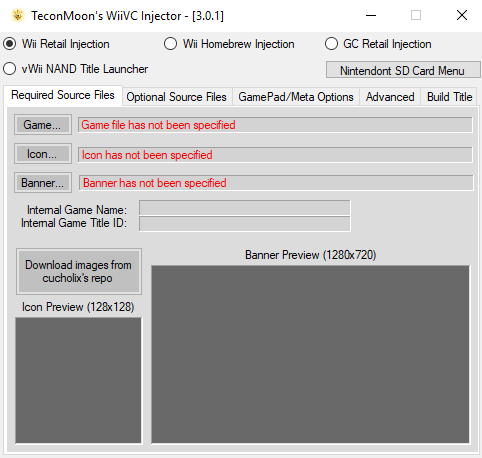 TeconMoon's WiiVC Injector - [3.0.1]
Wii Retail Injection Wii Homebrew Injection GC Retail Injection
vWii NAND Title Launcher Nintendont SD Card Menu
Required Source Files Optional Source Files GamePad/Meta Options Advanced Build Title
Game... Game file has not been specified
Icon... Icon has not been specified
Banner... Banner has not been specified
Internal Game Name:
Internal Game Title ID:
Download images from
cucholix's repo
Banner Preview (1280x720)
Icon Preview (128x128)